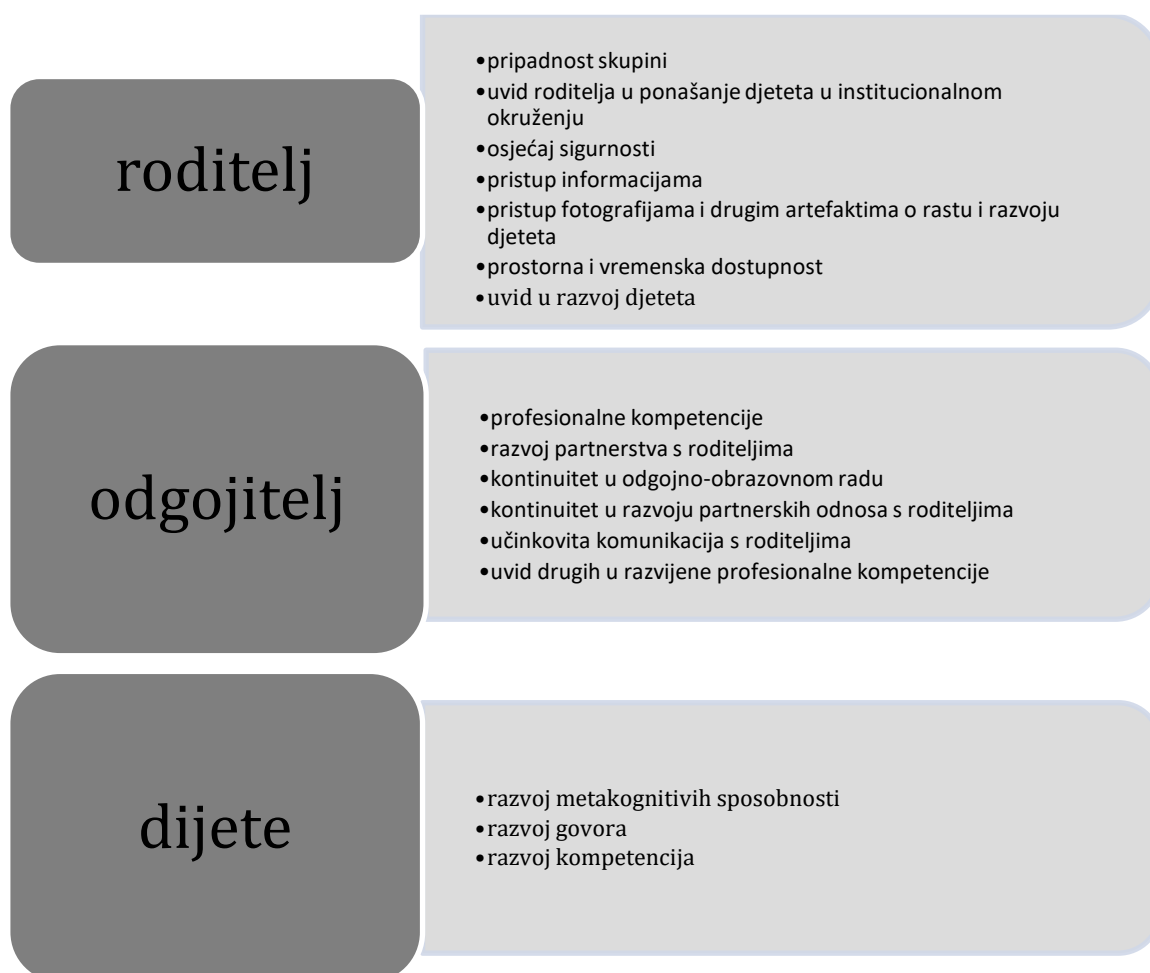 roditelj
•pripadnost skupini
•uvid roditelja u ponašanje djeteta u institucionalnom
okruženju
•osjećaj sigurnosti
•pristup informacijama
•pristup fotografijama i drugim artefaktima o rastu i razvoju
djeteta
•prostorna i vremenska dostupnost
•uvid u razvoj djeteta
odgojitelj
•profesionalne kompetencije
•razvoj partnerstva s roditeljima
•kontinuitet u odgojno-obrazovnom radu
•kontinuitet u razvoju partnerskih odnosa s roditeljima
•učinkovita komunikacija s roditeljima
•uvid drugih u razvijene profesionalne kompetencije
dijete
•razvoj metakognitivih sposobnosti
•razvoj govora
•razvoj kompetencija